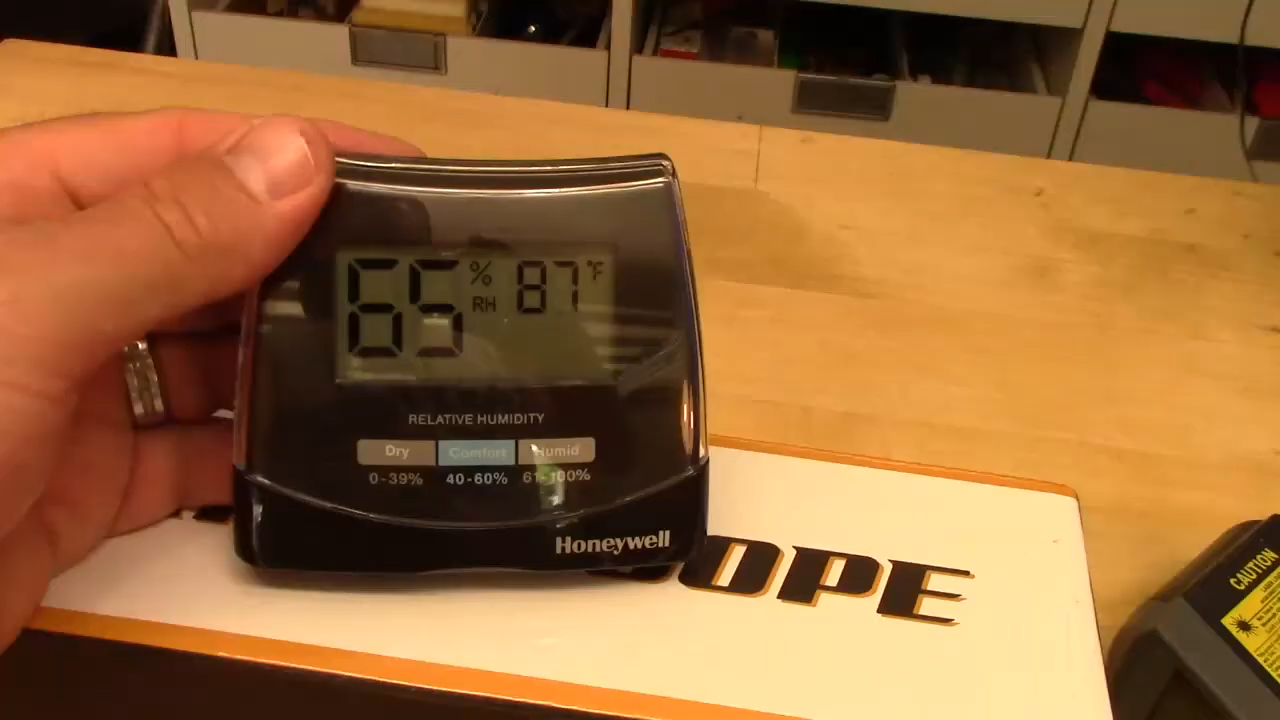 65 % RH 87 °F
RELATIVE HUMIDITY
Dry Comfort Humid
0-39% 40-60% 61-100%
Honeywell
OPE
CAUTION